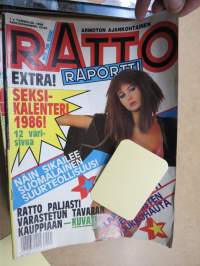 ARMOTON AJANKOHTAINEN
RATTO
RAPORTTI
EXTRA!
SEKSI-
KALENTERI
1986!
12 VÄRI-
SIVUA
NÄIN SIKAILEE
SUOMALAINEN
SUURTEOLLISUUS!
RATTO PALJASTI
VARASTETUN TAVARAN
KAUPPIAAN – KUVAT!